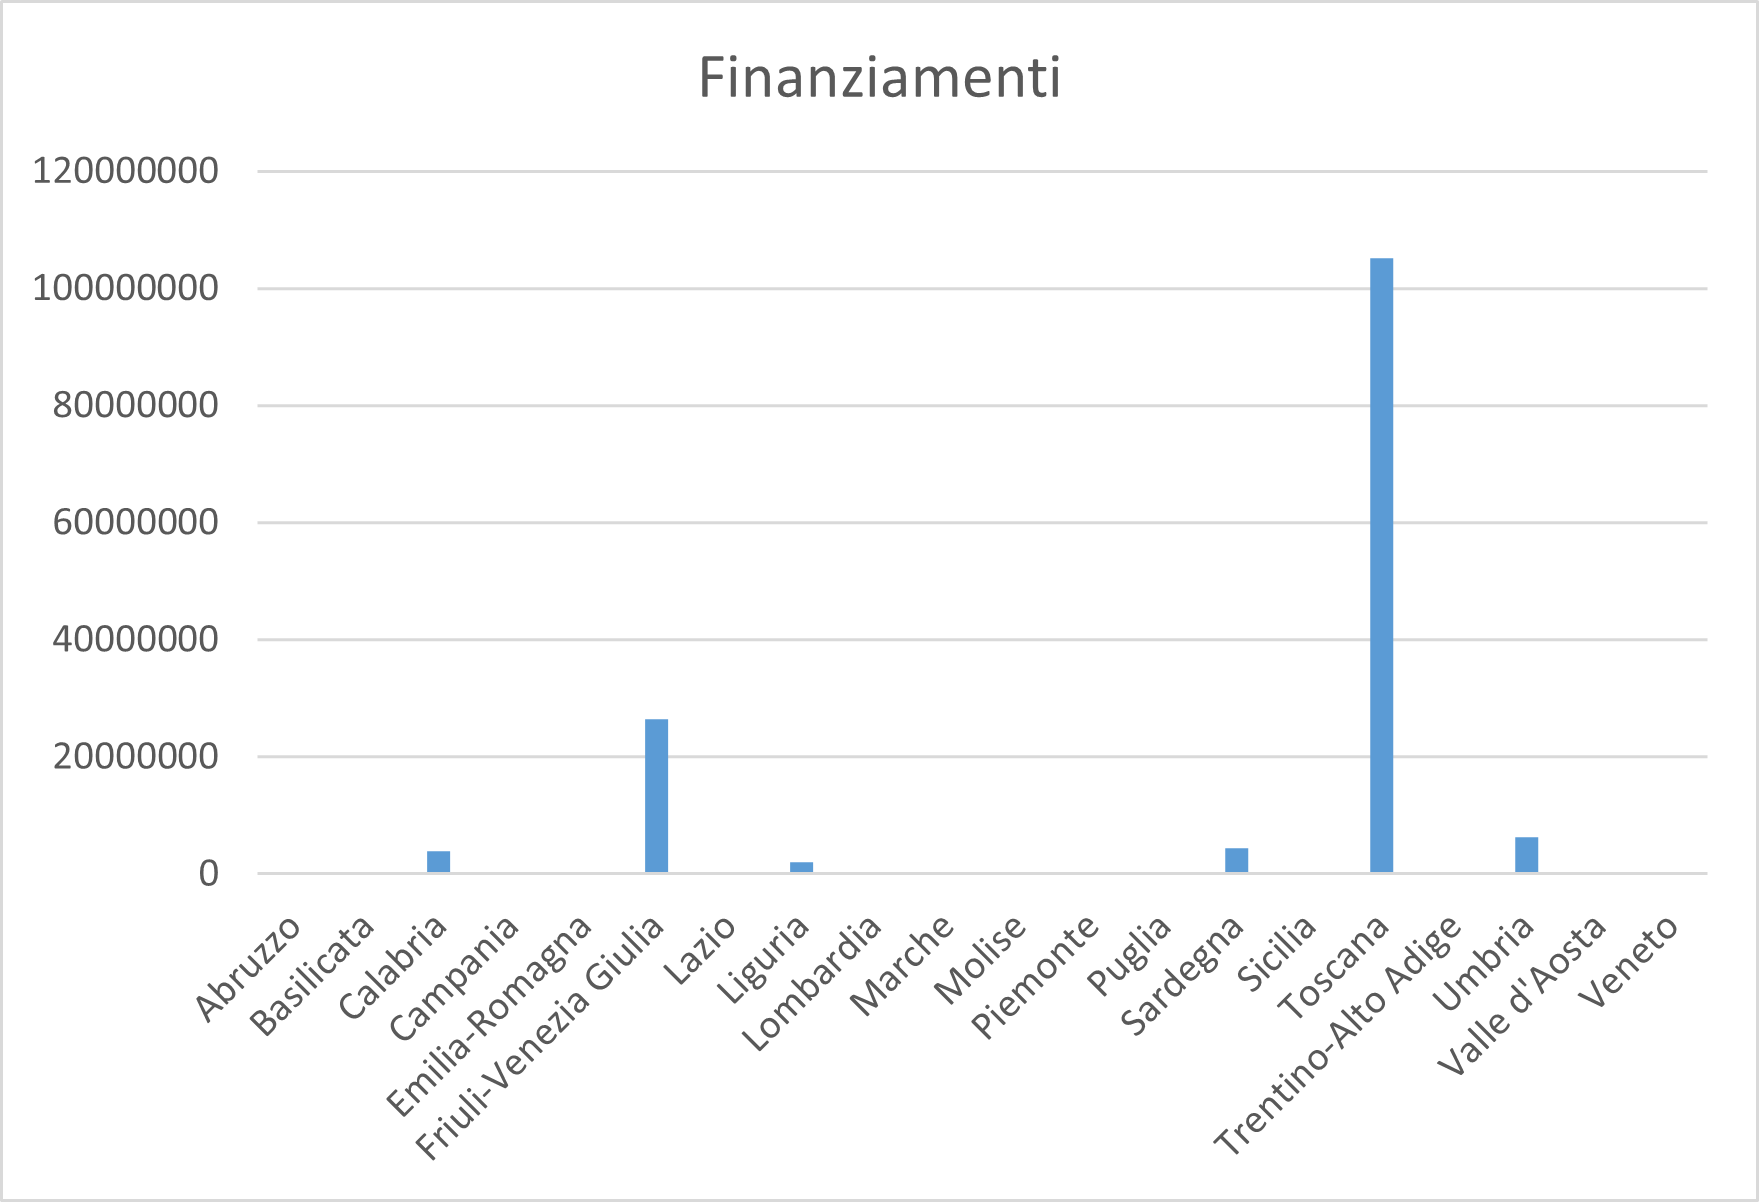 Finanziamenti
120000000
100000000
80000000
60000000
40000000
20000000
0
Abruzzo
Basilicata
Calabria
Campania
Emilia-Romagna
Friuli-Venezia Giulia
Lazio
Liguria
Lombardia
Marche
Molise
Piemonte
Puglia
Sardegna
Sicilia
Toscana
Trentino-Alto Adige
Umbria
Valle d'Aosta
Veneto